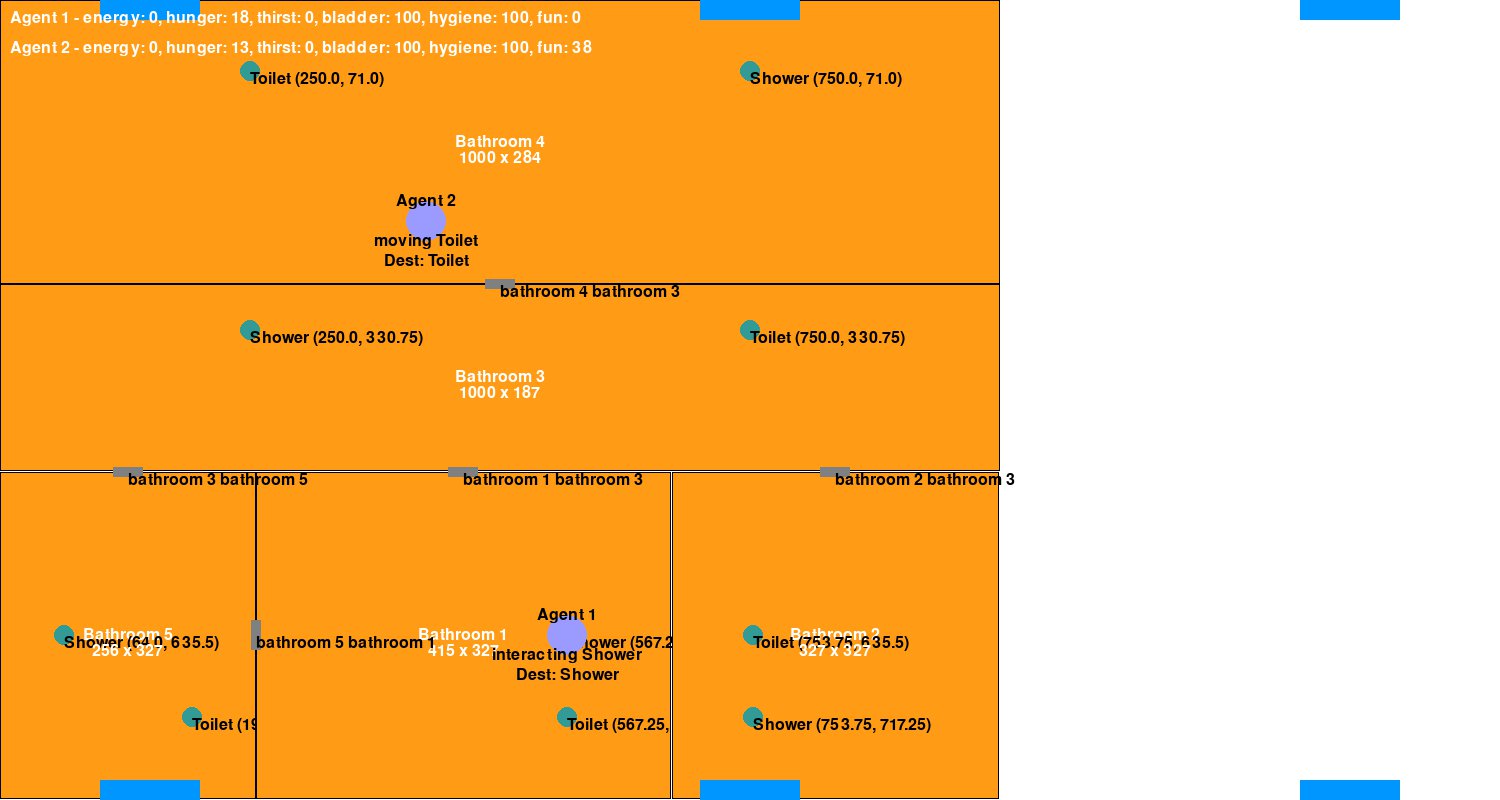 Agent 1 - energy: 0, hunger: 18, thirst: 0, bladder: 100, hygiene: 100, fun: 0
Agent 2 - energy: 0, hunger: 13, thirst: 0, bladder: 100, hygiene: 100, fun: 38
Toilet (250.0, 71.0)
Shower (750.0, 71.0)
Bathroom 4
1000 x 284
Agent 2
moving Toilet
Dest: Toilet
bathroom 4 bathroom 3
Shower (250.0, 330.75)
Toilet (750.0, 330.75)
Bathroom 3
1000 x 187
bathroom 3 bathroom 5
bathroom 1 bathroom 3
bathroom 2 bathroom 3
Bathroom 5
Shower (64.0, 635.5)
256 x 327
bathroom 5 bathroom 1
Bathroom 1
415 x 327
Agent 1
hower (567.2
interacting Shower
Dest: Shower
Bathroom 2
Toilet (753.75, 635.5)
327 x 327
Toilet (19
Toilet (567.25,
Shower (753.75, 717.25)